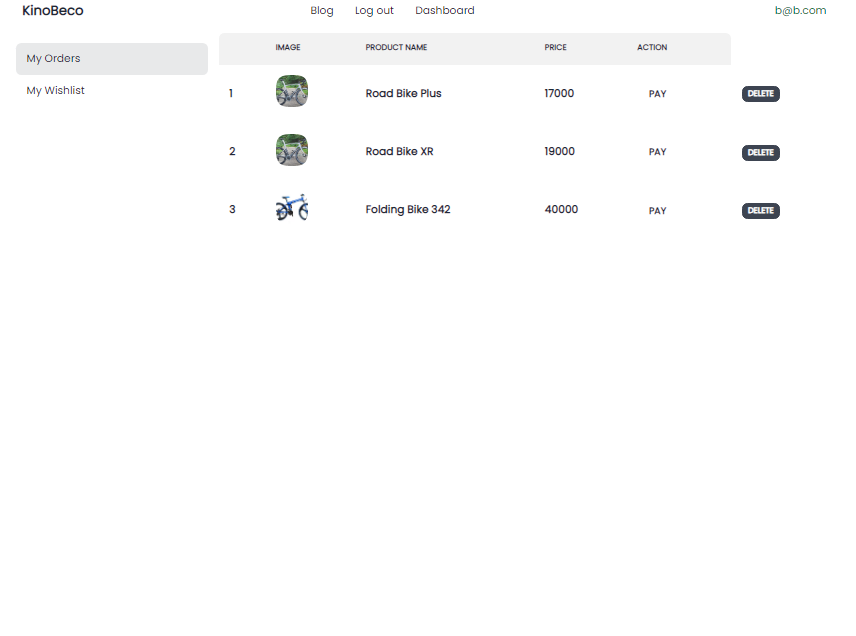 KinoBeco Blog Log out Dashboard b@b.com
My Orders
My Wishlist
IMAGE PRODUCT NAME PRICE ACTION
1 Road Bike Plus 17000 PAY DELETE
2 Road Bike XR 19000 PAY DELETE
3 Folding Bike 342 40000 PAY DELETE